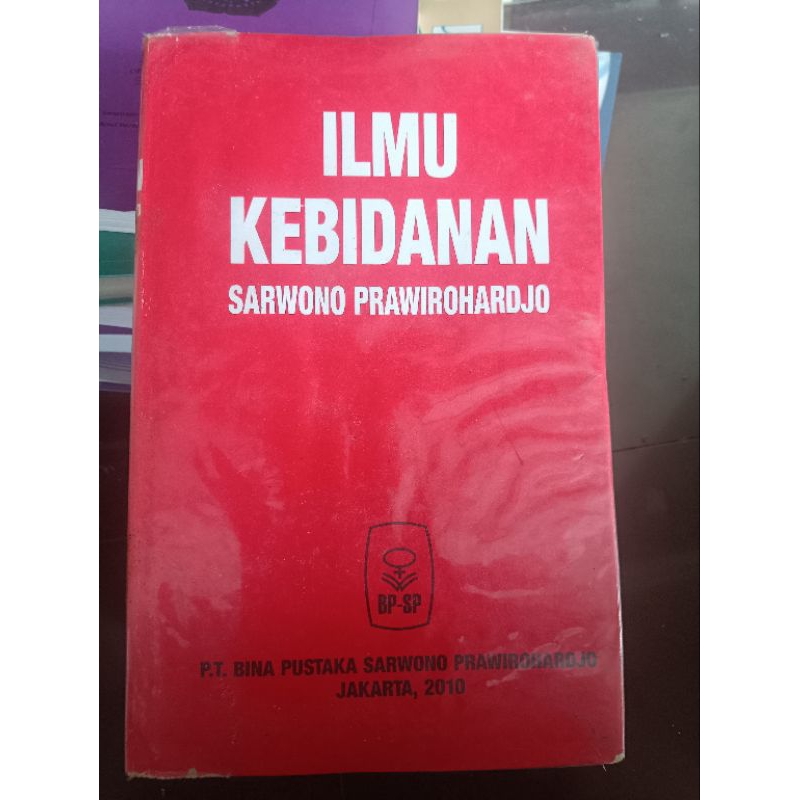 ILMU
KEBIDANAN
SARWONO PRAWIROHARDJO
BP-SP
P.T. BINA PUSTAKA SARWONO PRAWIROHARDJO
JAKARTA, 2010